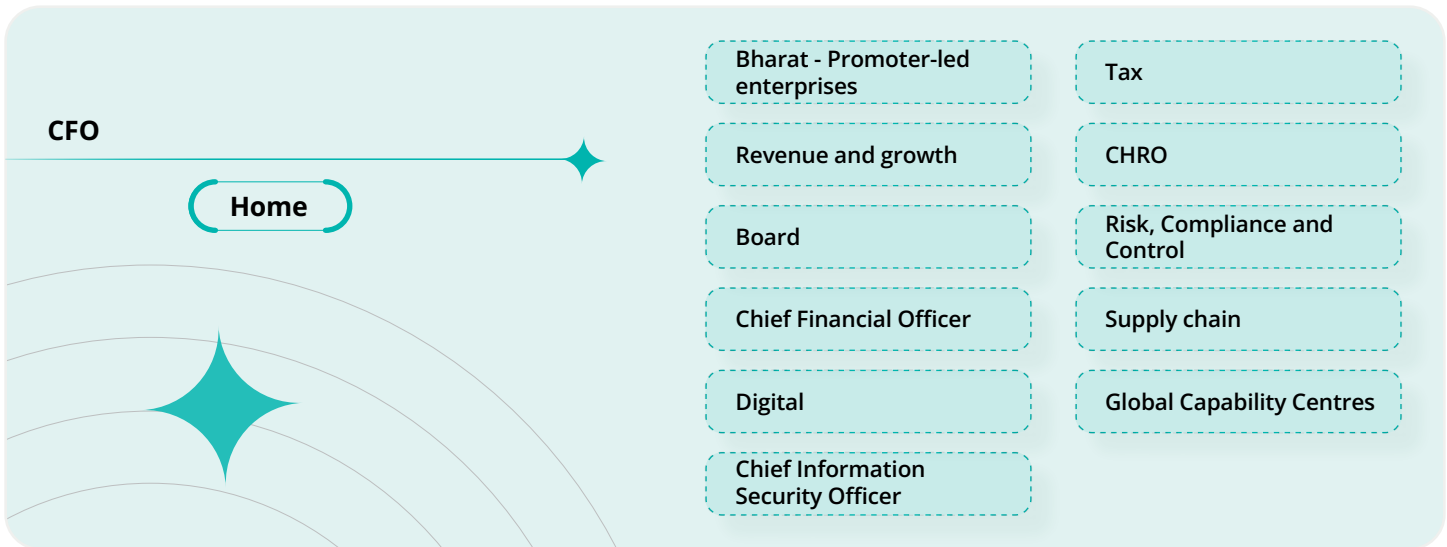 CFO
Home
Bharat - Promoter-led
enterprises
Revenue and growth
Board
Chief Financial Officer
Digital
Chief Information
Security Officer
Tax
CHRO
Risk, Compliance and
Control
Supply chain
Global Capability Centres